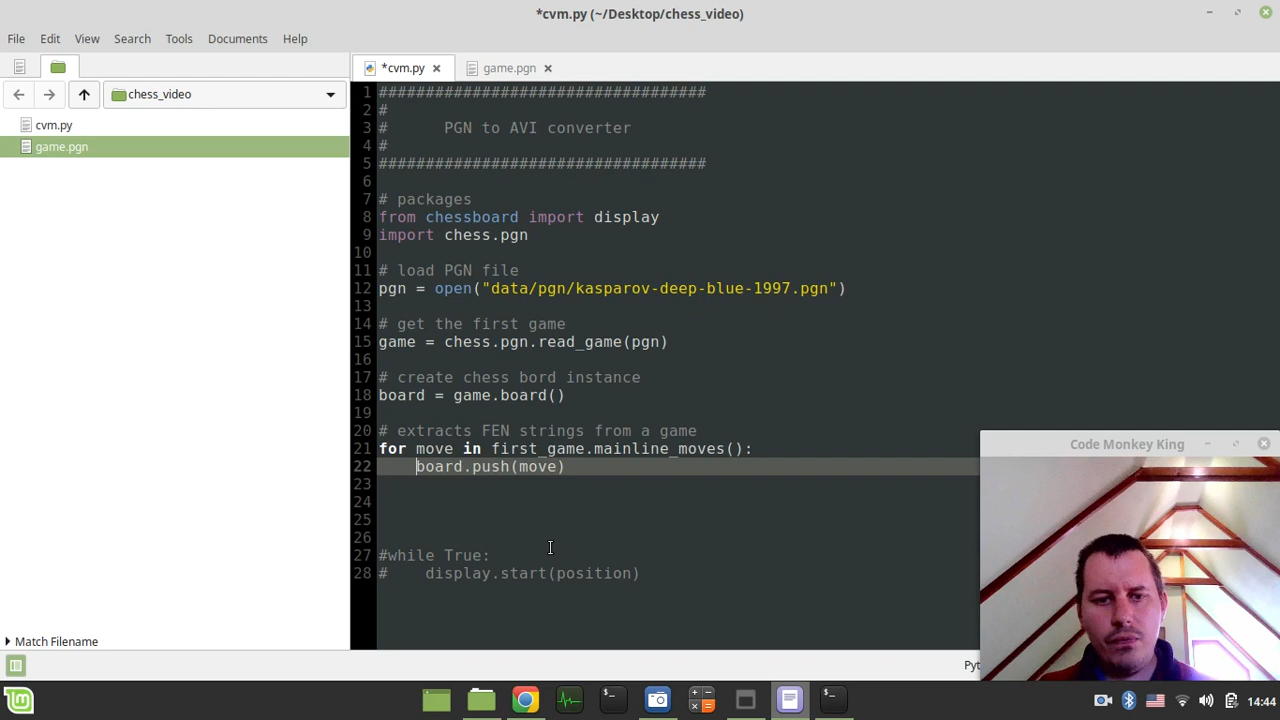 *cvm.py (~/Desktop/chess_video)
File Edit View Search Tools Documents Help
*cvm.py
game.pgn
chess_video
cvm.py
game.pgn
1 ###################################
2 #
3 #      PGN to AVI converter
4 #
5 ###################################
6
7 # packages
8 from chessboard import display
9 import chess.pgn
10
11 # load PGN file
12 pgn = open("data/pgn/kasparov-deep-blue-1997.pgn")
13
14 # get the first game
15 game = chess.pgn.read_game(pgn)
16
17 # create chess bord instance
18 board = game.board()
19
20 # extracts FEN strings from a game
21 for move in first_game.mainline_moves():
22     board.push(move)
23
24
25
26
27 #while True:
28 #    display.start(position)
Code Monkey King
Match Filename
Pyt
14:44